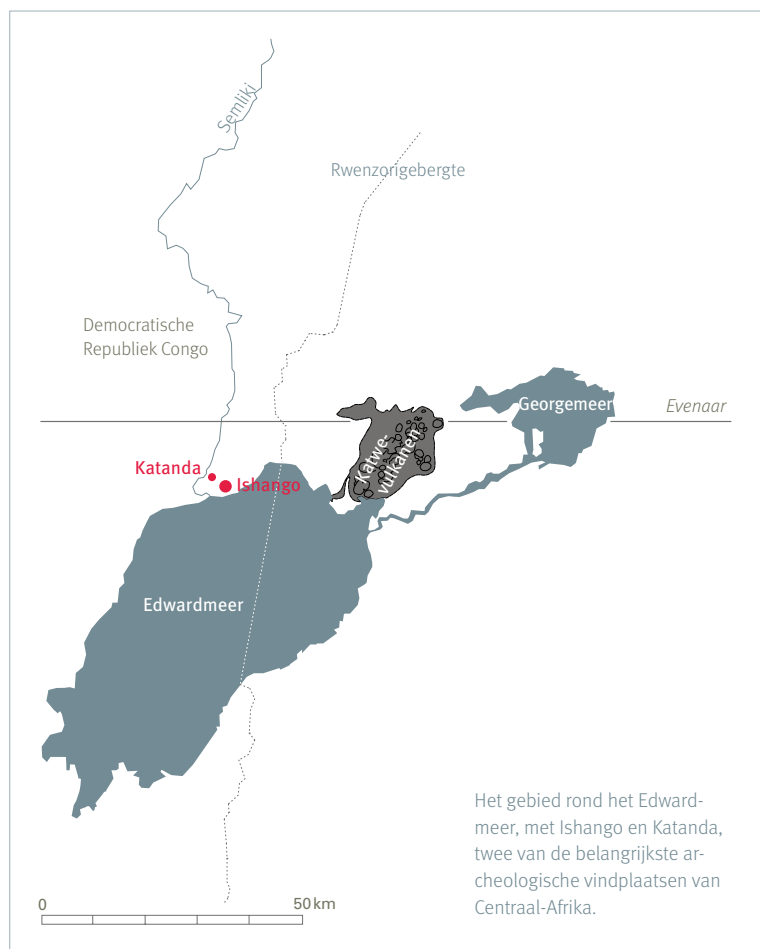 Semliki
Rwenzorigebergte
Democratische
Republiek Congo
Georgemeer
Evenaar
Katwe-
vulkanen
Katanda
Ishango
Edwardmeer
Het gebied rond het Edward-
meer, met Ishango en Katanda,
twee van de belangrijkste ar-
cheologische vindplaatsen van
Centraal-Afrika.
0
50 km